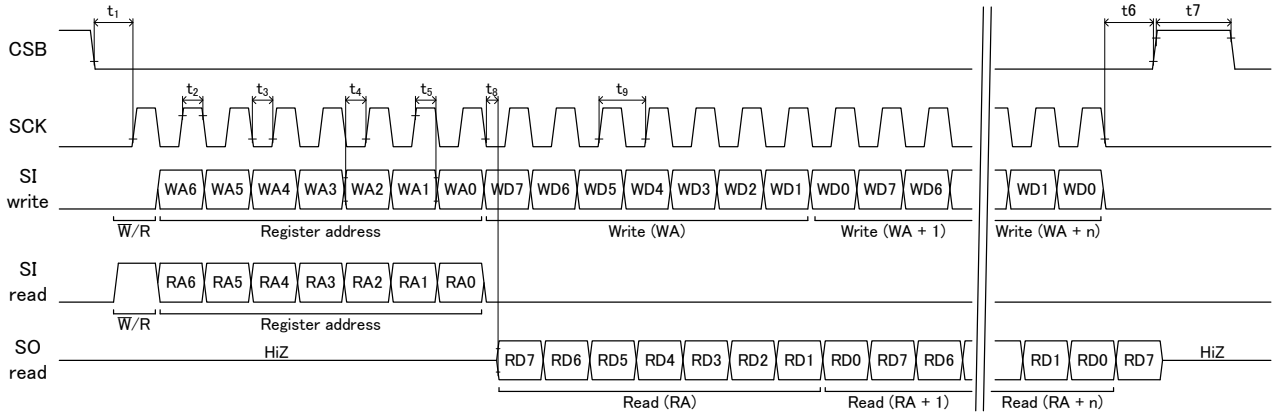 t1 t6 t7
CSB
t2 t3 t4 t5 t8 t9
SCK
SI
write
WA6 WA5 WA4 WA3 WA2 WA1 WA0 WD7 WD6 WD5 WD4 WD3 WD2 WD1 WD0 WD7 WD6 WD1 WD0
W̅/R Register address Write (WA) Write (WA + 1) Write (WA + n)
SI
read
RA6 RA5 RA4 RA3 RA2 RA1 RA0
W̅/R Register address
SO
read
HiZ RD7 RD6 RD5 RD4 RD3 RD2 RD1 RD0 RD7 RD6 RD1 RD0 RD7 HiZ
Read (RA) Read (RA + 1) Read (RA + n)